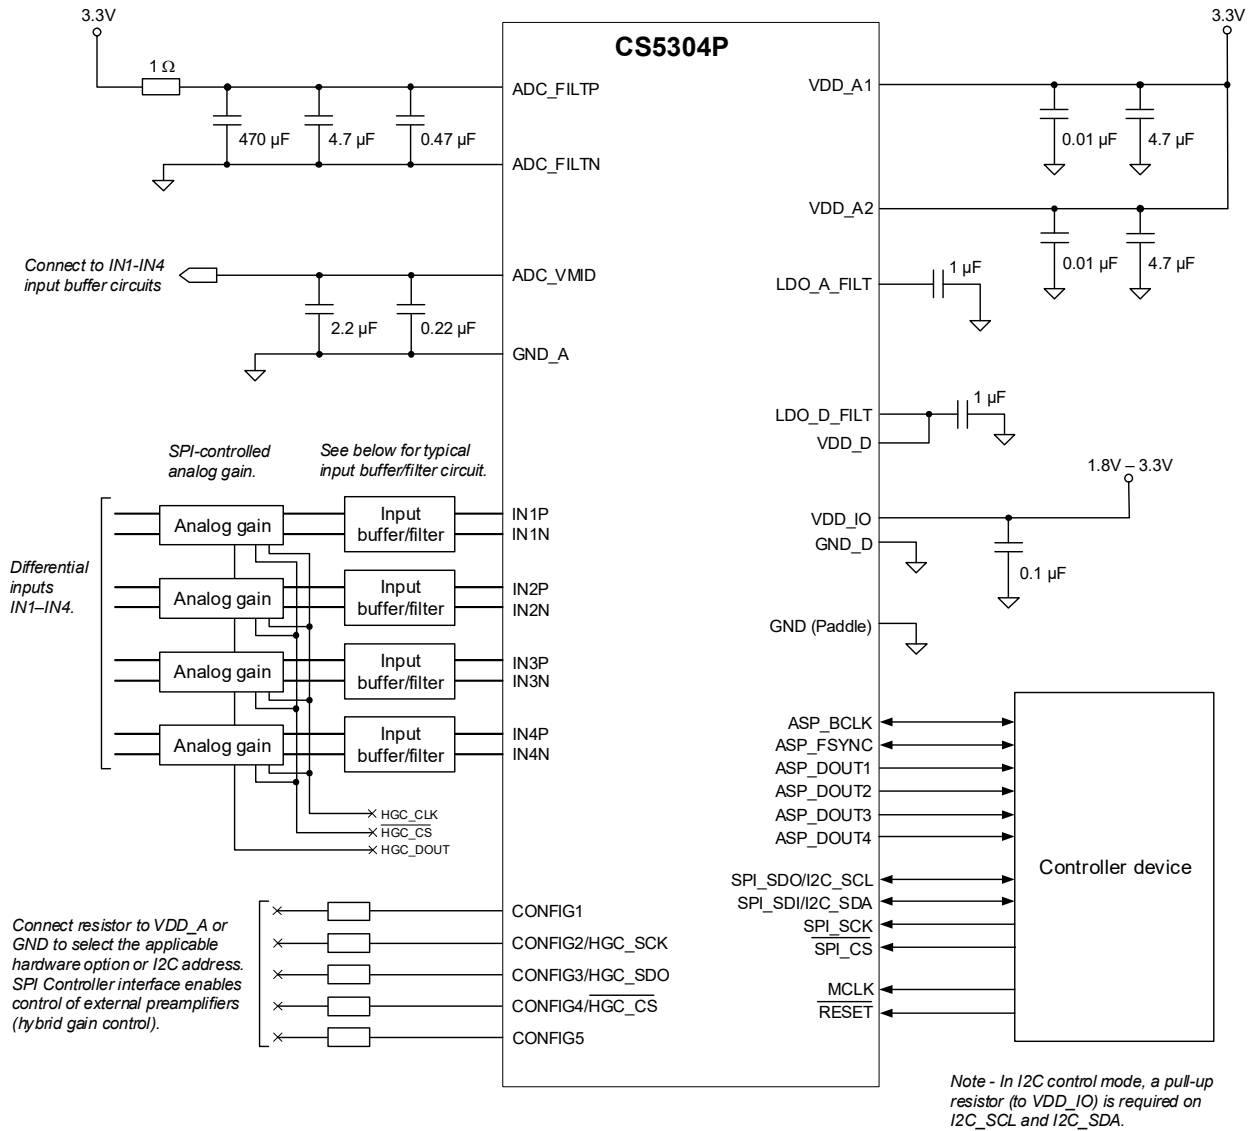 3.3V
3.3V
CS5304P
1 Ω
ADC_FILTP
VDD_A1
470 µF
4.7 µF
0.47 µF
0.01 µF
4.7 µF
ADC_FILTN
VDD_A2
Connect to IN1-IN4
input buffer circuits
ADC_VMID
0.01 µF
4.7 µF
LDO_A_FILT
1 µF
2.2 µF
0.22 µF
GND_A
LDO_D_FILT
1 µF
VDD_D
SPI-controlled
analog gain.
See below for typical
input buffer/filter circuit.
1.8V – 3.3V
Analog gain
Input
buffer/filter
IN1P
IN1N
VDD_IO
GND_D
0.1 µF
Differential
inputs
IN1–IN4.
Analog gain
Input
buffer/filter
IN2P
IN2N
GND (Paddle)
Analog gain
Input
buffer/filter
IN3P
IN3N
Analog gain
Input
buffer/filter
IN4P
IN4N
ASP_BCLK
ASP_FSYNC
ASP_DOUT1
ASP_DOUT2
ASP_DOUT3
ASP_DOUT4
HGC_CLK
HGC_CS
HGC_DOUT
Controller device
SPI_SDO/I2C_SCL
SPI_SDI/I2C_SDA
SPI_SCK
SPI_CS
MCLK
RESET
Connect resistor to VDD_A or
GND to select the applicable
hardware option or I2C address.
SPI Controller interface enables
control of external preamplifiers
(hybrid gain control).
CONFIG1
CONFIG2/HGC_SCK
CONFIG3/HGC_SDO
CONFIG4/HGC_CS
CONFIG5
Note - In I2C control mode, a pull-up
resistor (to VDD_IO) is required on
I2C_SCL and I2C_SDA.